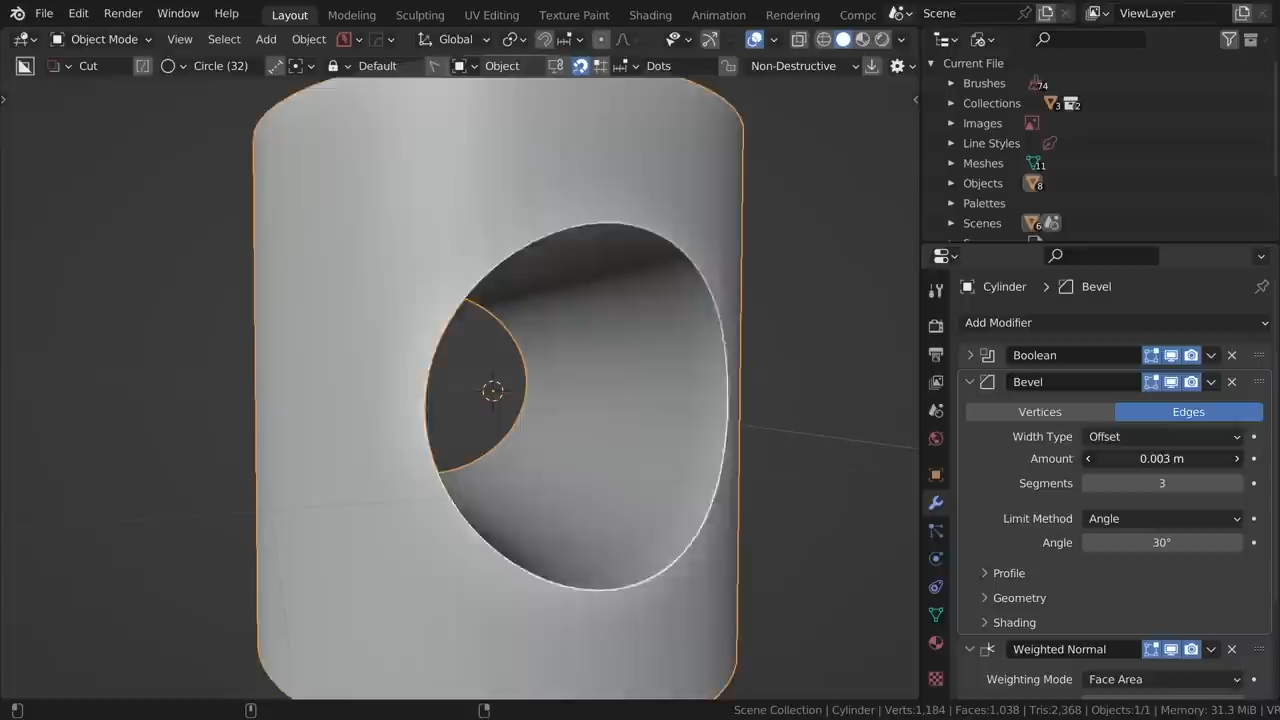 File Edit Render Window Help Layout Modeling Sculpting UV Editing Texture Paint Shading Animation Rendering Compc Scene ViewLayer
Object Mode View Select Add Object Global
Cut Circle (32) Default Object Dots Non-Destructive
Current File
Brushes 74
Collections 3 2
Images
Line Styles
Meshes 11
Objects 8
Palettes
Scenes 6
Cylinder > Bevel
Add Modifier
Boolean
Bevel
Vertices Edges
Width Type Offset
Amount 0.003 m
Segments 3
Limit Method Angle
Angle 30°
Profile
Geometry
Shading
Weighted Normal
Weighting Mode Face Area
Scene Collection | Cylinder | Verts:1,184 | Faces:1,038 | Tris:2,368 | Objects:1/1 | Memory: 31.3 MiB | VR